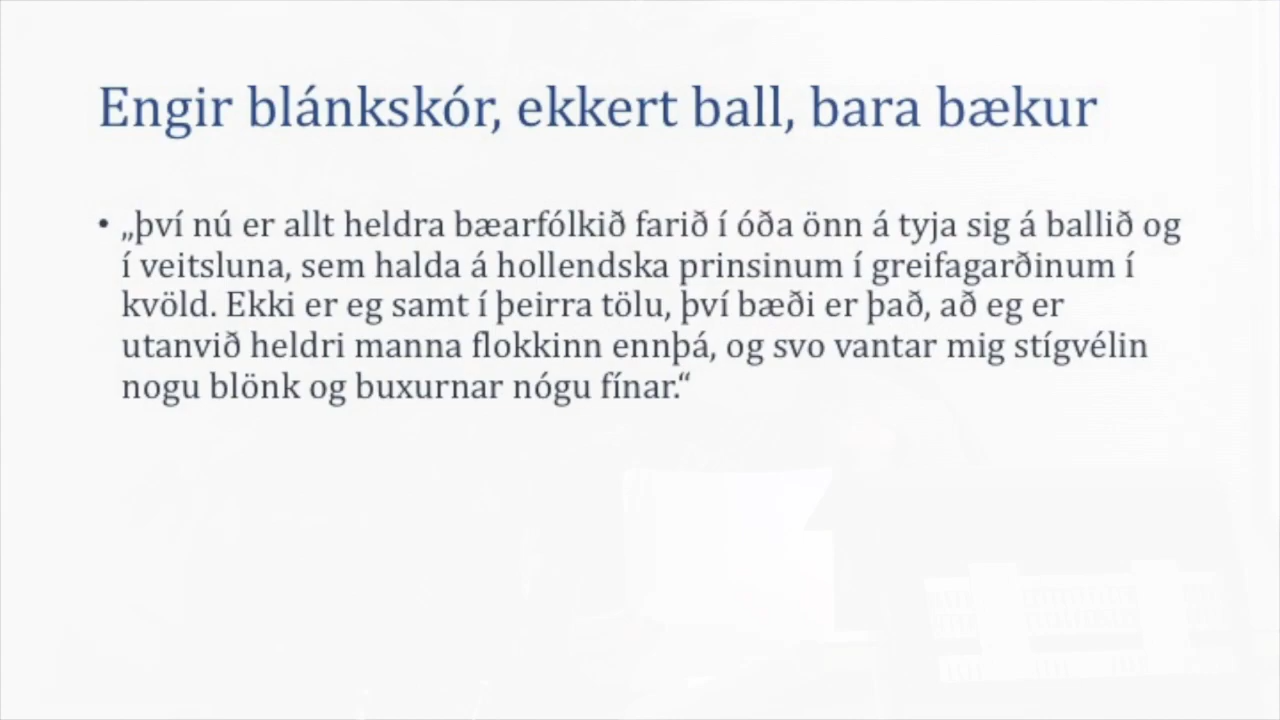 Engir blánkskór, ekkert ball, bara bækur
• „því nú er allt heldra bæarfólkið farið í óða önn á tyja sig á ballið og
í veitsluna, sem halda á hollendska prinsinum í greifagarðinum í
kvöld. Ekki er eg samt í þeirra tölu, því bæði er það, að eg er
utanvið heldri manna flokkinn ennþá, og svo vantar mig stígvélin
nogu blönk og buxurnar nógu fínar.“